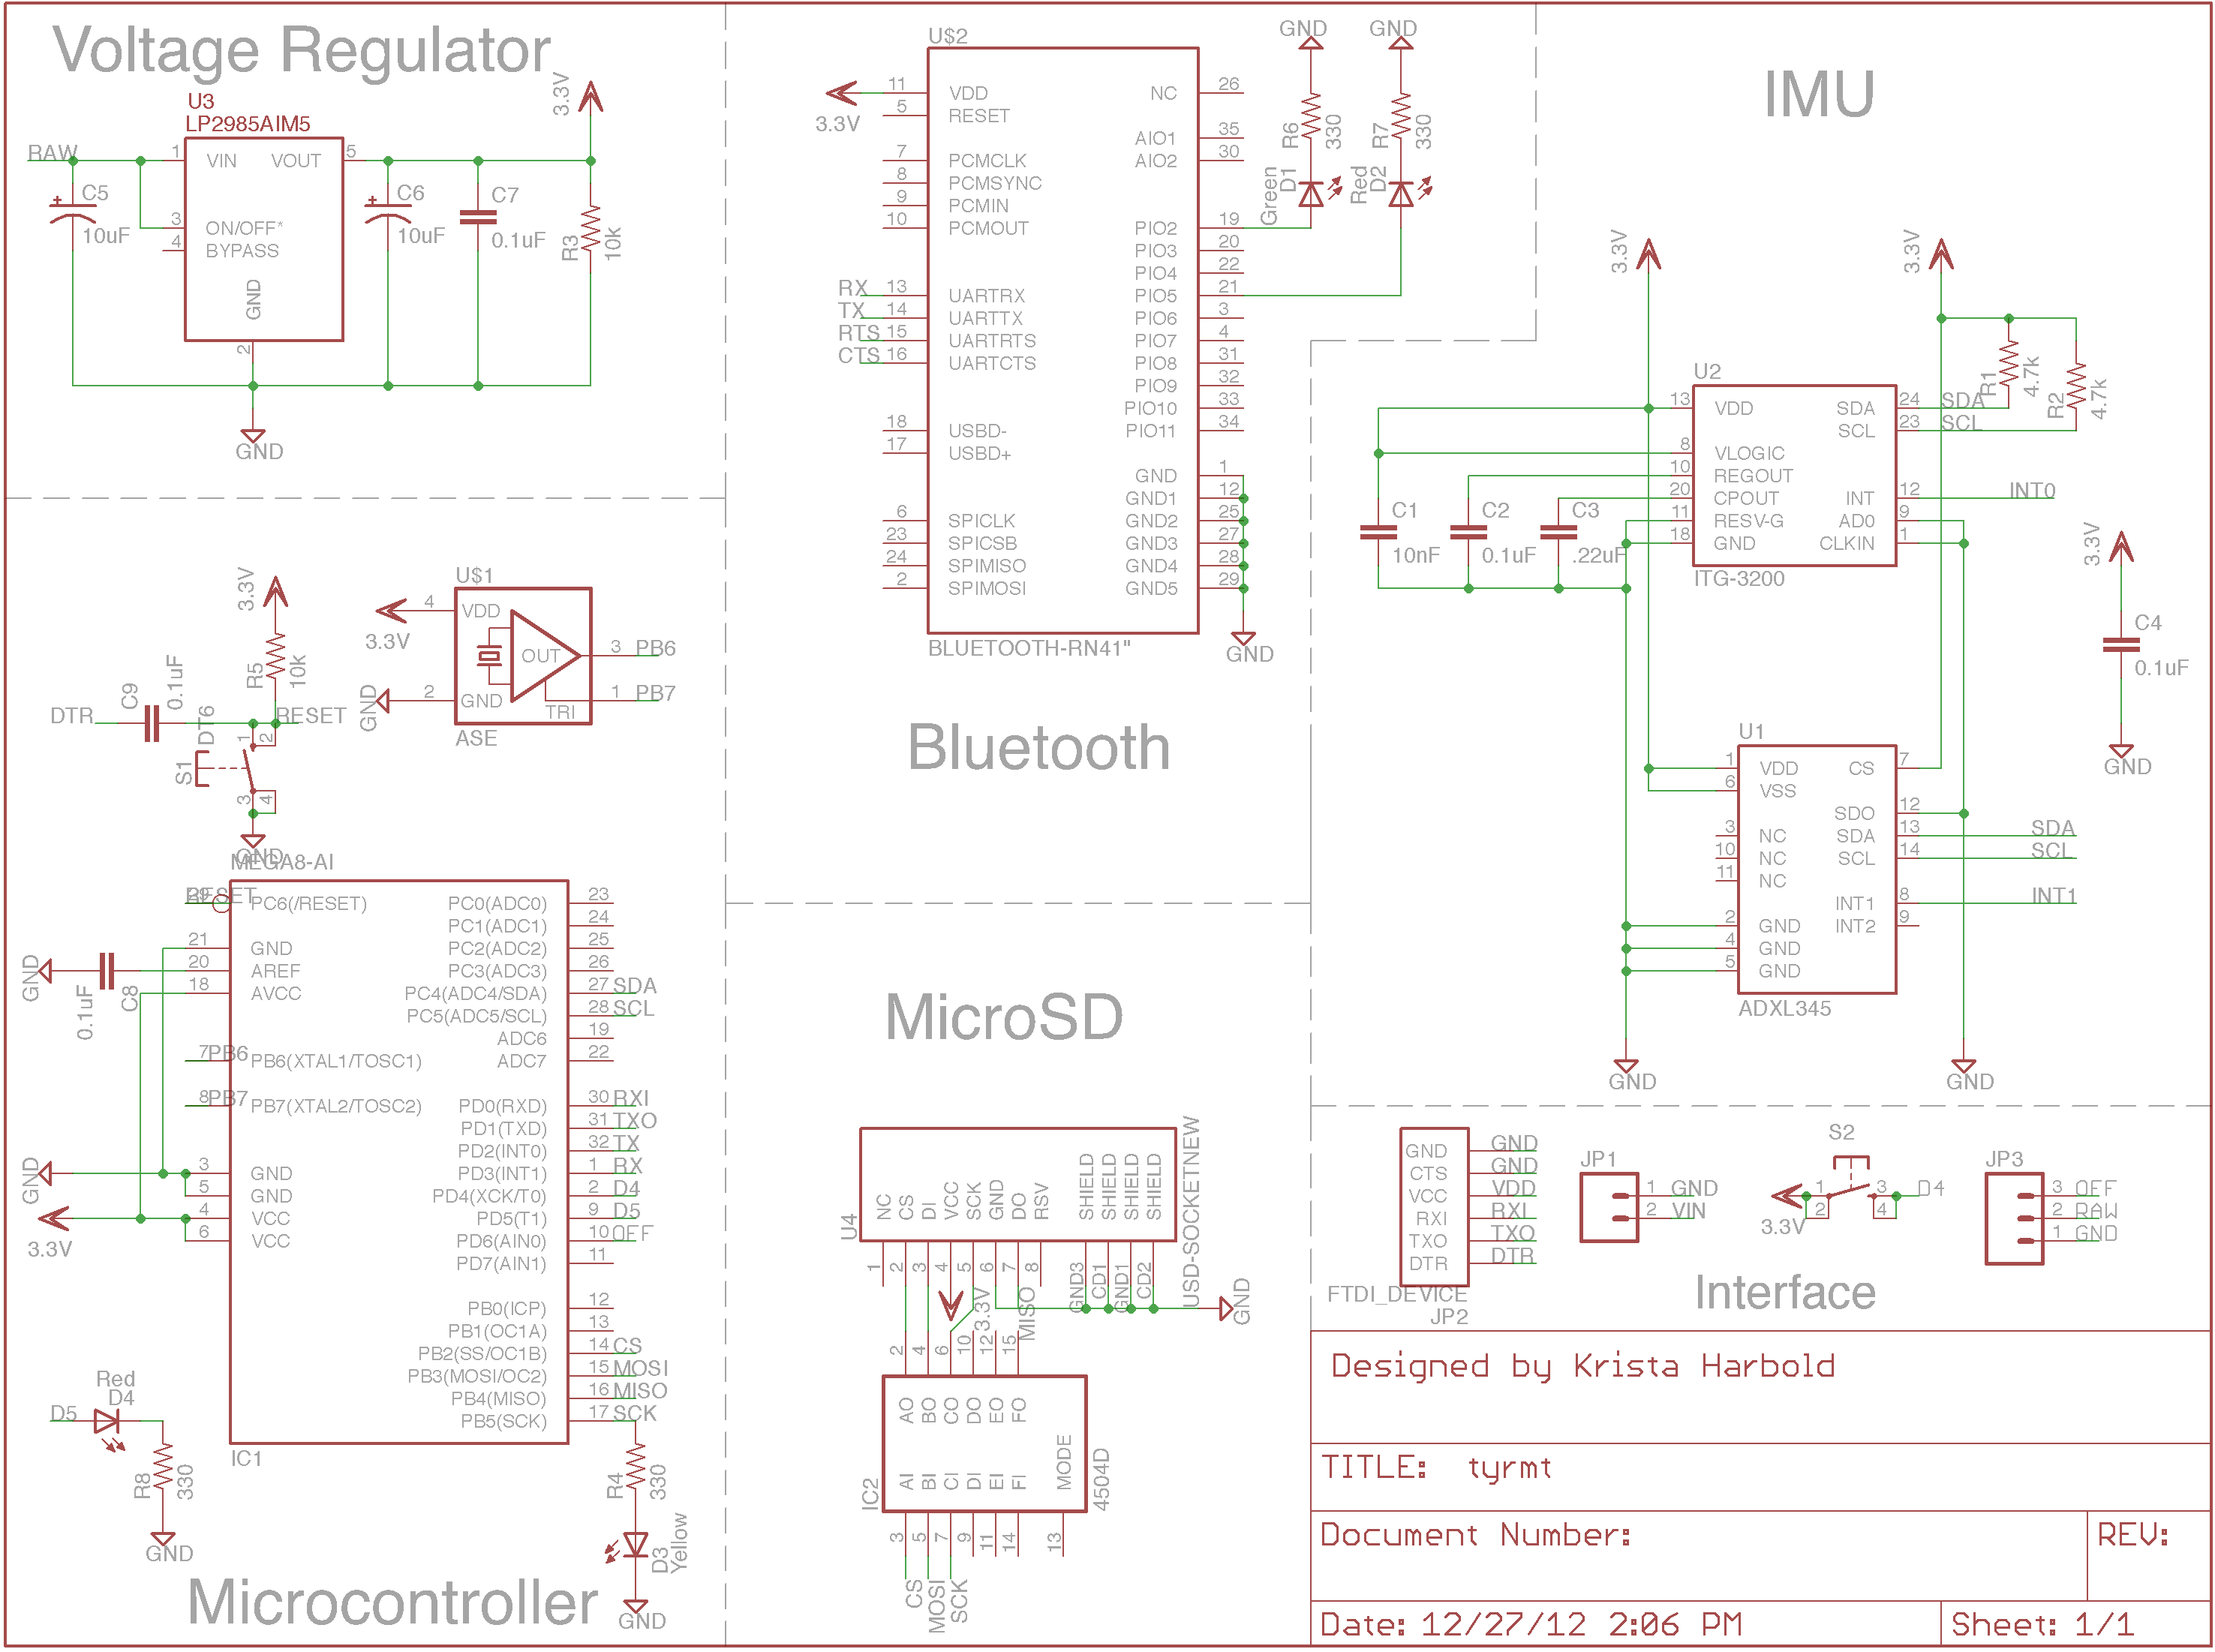 Voltage Regulator
U3
LP2985AIM5
RAW
1
VIN
VOUT
5
3
ON/OFF*
4
BYPASS
GND
2
GND
C5
10uF
C6
10uF
C7
0.1uF
R3
10k
3.3V
3.3V
R5
10k
C9
0.1uF
DTR
DT6
RESET
S1
1
2
3
4
GND
U$1
4
VDD
3.3V
2
GND
GND
OUT
TRI
3
PB6
1
PB7
ASE
MEGA8-AI
RESET
29
PC6(/RESET)
21
GND
20
AREF
18
AVCC
GND
0.1uF
C8
7
PB6
PB6(XTAL1/TOSC1)
8
PB7
PB7(XTAL2/TOSC2)
GND
3
GND
5
GND
4
VCC
6
VCC
3.3V
PC0(ADC0)
23
PC1(ADC1)
24
PC2(ADC2)
25
PC3(ADC3)
26
PC4(ADC4/SDA)
27
SDA
PC5(ADC5/SCL)
28
SCL
ADC6
19
ADC7
22
PD0(RXD)
30
RXI
PD1(TXD)
31
TXO
PD2(INT0)
32
TX
PD3(INT1)
1
RX
PD4(XCK/T0)
2
D4
PD5(T1)
9
D5
PD6(AIN0)
10
OFF
PD7(AIN1)
11
PB0(ICP)
12
PB1(OC1A)
13
PB2(SS/OC1B)
14
CS
PB3(MOSI/OC2)
15
MOSI
PB4(MISO)
16
MISO
PB5(SCK)
17
SCK
IC1
Red
D4
D5
R8
330
GND
R4
330
D3
Yellow
GND
Microcontroller
U$2
11
VDD
3.3V
5
RESET
7
PCMCLK
8
PCMSYNC
9
PCMIN
10
PCMOUT
RX
13
UARTRX
TX
14
UARTTX
RTS
15
UARTRTS
CTS
16
UARTCTS
18
USBD-
17
USBD+
6
SPICLK
23
SPICSB
24
SPIMISO
2
SPIMOSI
NC
26
AIO1
35
AIO2
30
PIO2
19
PIO3
20
PIO4
22
PIO5
21
PIO6
3
PIO7
4
PIO8
31
PIO9
32
PIO10
33
PIO11
34
GND
1
GND1
12
GND2
25
GND3
27
GND4
28
GND5
29
GND
BLUETOOTH-RN41"
GND
GND
R6
330
R7
330
Green
D1
Red
D2
Bluetooth
MicroSD
U4
NC
CS
DI
VCC
SCK
GND
DO
RSV
SHIELD
SHIELD
SHIELD
SHIELD
USD-SOCKETNEW
1
2
3
4
5
6
7
8
GND3
CD1
GND1
CD2
GND
3.3V
MISO
2
4
6
10
12
15
AO
BO
CO
DO
EO
FO
AI
BI
CI
DI
EI
FI
MODE
IC2
4504D
3
5
7
9
11
14
13
CS
MOSI
SCK
IMU
3.3V
3.3V
U2
13
VDD
8
VLOGIC
10
REGOUT
20
CPOUT
11
RESV-G
18
GND
SDA
24
SDA
SCL
23
SCL
INT
12
INT0
AD0
9
CLKIN
1
ITG-3200
R1
4.7k
R2
4.7k
C1
10nF
C2
0.1uF
C3
.22uF
3.3V
C4
0.1uF
GND
U1
1
VDD
6
VSS
3
NC
10
NC
11
NC
2
GND
4
GND
5
GND
CS
7
SDO
12
SDA
13
SDA
SCL
14
SCL
INT1
8
INT1
INT2
9
ADXL345
GND
GND
GND
GND
CTS
GND
VCC
VDD
RXI
RXI
TXO
TXO
DTR
DTR
FTDI_DEVICE
JP2
JP1
1
GND
2
VIN
S2
3.3V
1
2
3
4
D4
JP3
3
OFF
2
RAW
1
GND
Interface
Designed by Krista Harbold
TITLE: tyrmt
Document Number:
REV:
Date: 12/27/12 2:06 PM
Sheet: 1/1